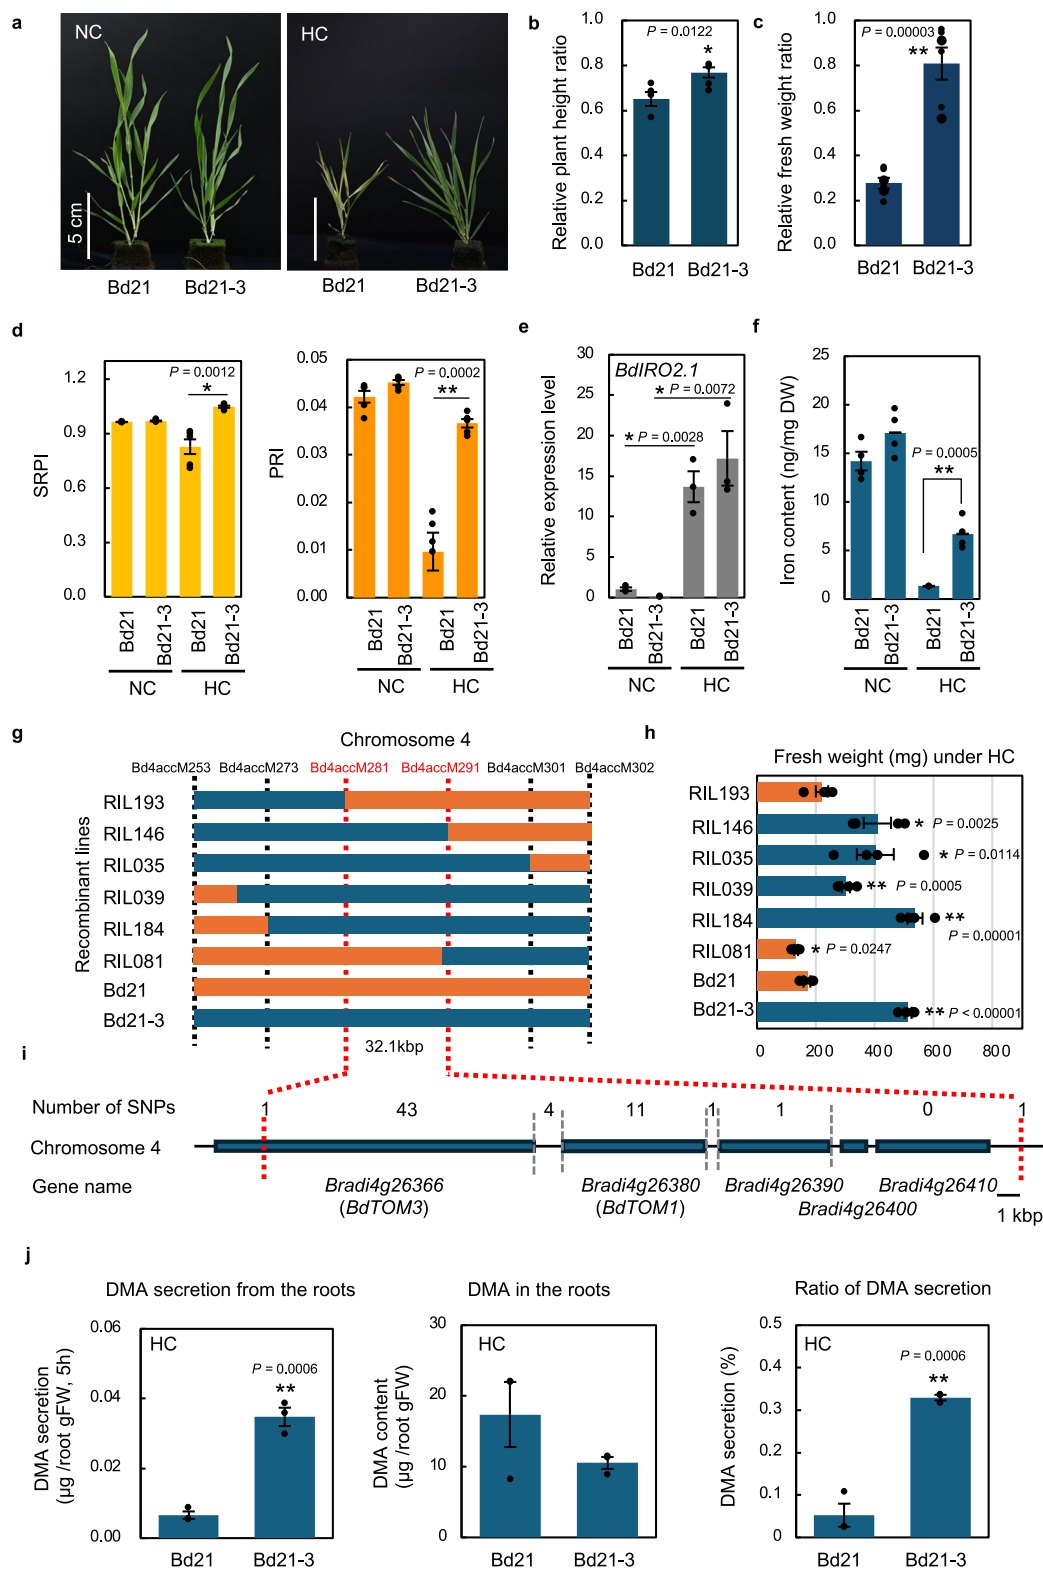 a
NC
HC
5 cm
Bd21
Bd21-3
Bd21
Bd21-3
b
Relative plant height ratio
1.0
0.8
0.6
0.4
0.2
0.0
P = 0.0122
*
Bd21
Bd21-3
c
Relative fresh weight ratio
1.0
0.8
0.6
0.4
0.2
0.0
P = 0.00003
**
Bd21
Bd21-3
d
SRPI
1.2
0.9
0.6
0.3
0.0
P = 0.0012
*
Bd21
Bd21-3
Bd21
Bd21-3
NC
HC
PRI
0.05
0.04
0.03
0.02
0.01
0.00
P = 0.0002
**
Bd21
Bd21-3
Bd21
Bd21-3
NC
HC
e
Relative expression level
30
25
20
15
10
5
0
BdIRO2.1
* P = 0.0072
* P = 0.0028
Bd21
Bd21-3
Bd21
Bd21-3
NC
HC
f
Iron content (ng/mg DW)
25
20
15
10
5
0
P = 0.0005
**
Bd21
Bd21-3
Bd21
Bd21-3
NC
HC
g
Chromosome 4
Bd4accM253 Bd4accM273 Bd4accM281 Bd4accM291 Bd4accM301 Bd4accM302
Recombinant lines
RIL193
RIL146
RIL035
RIL039
RIL184
RIL081
Bd21
Bd21-3
32.1kbp
h
Fresh weight (mg) under HC
RIL193
RIL146 * P = 0.0025
RIL035 * P = 0.0114
RIL039 ** P = 0.0005
RIL184 **
P = 0.00001
RIL081 * P = 0.0247
Bd21
Bd21-3 ** P < 0.00001
0 200 400 600 800
i
Number of SNPs 1 43 4 11 1 1 0 1
Chromosome 4
Gene name Bradi4g26366 Bradi4g26380 Bradi4g26390 Bradi4g26410
(BdTOM3) (BdTOM1) Bradi4g26400
1 kbp
j
DMA secretion from the roots
DMA secretion
(µg /root gFW, 5h)
0.06
0.04
0.02
0.00
HC
P = 0.0006
**
Bd21
Bd21-3
DMA in the roots
DMA content
(µg /root gFW)
30
20
10
0
HC
Bd21
Bd21-3
Ratio of DMA secretion
DMA secretion (%)
0.5
0.4
0.3
0.2
0.1
0
HC
P = 0.0006
**
Bd21
Bd21-3